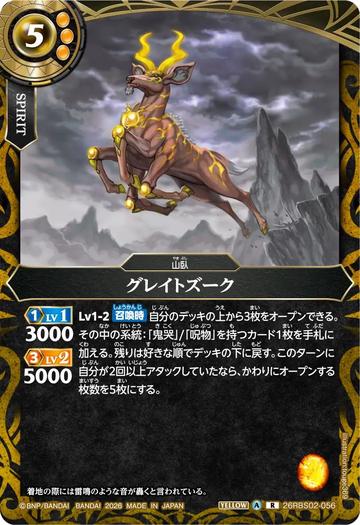 5
SPIRIT
やまぶし
山臥
グレイトズーク
1 LV1
3000
3 LV2
5000
Lv1-2 召喚時 自分のデッキの上から3枚をオープンできる。
その中の系統:「鬼哭」/「呪物」を持つカード1枚を手札に
加える。残りは好きな順でデッキの下に戻す。このターンに
自分が2回以上アタックしていたなら、かわりにオープンする
枚数を5枚にする。
着地の際には雷鳴のような音が轟くと言われている。
©BNP/BANDAI BANDAI 2026 MADE IN JAPAN
YELLOW A R 26RBS02-056